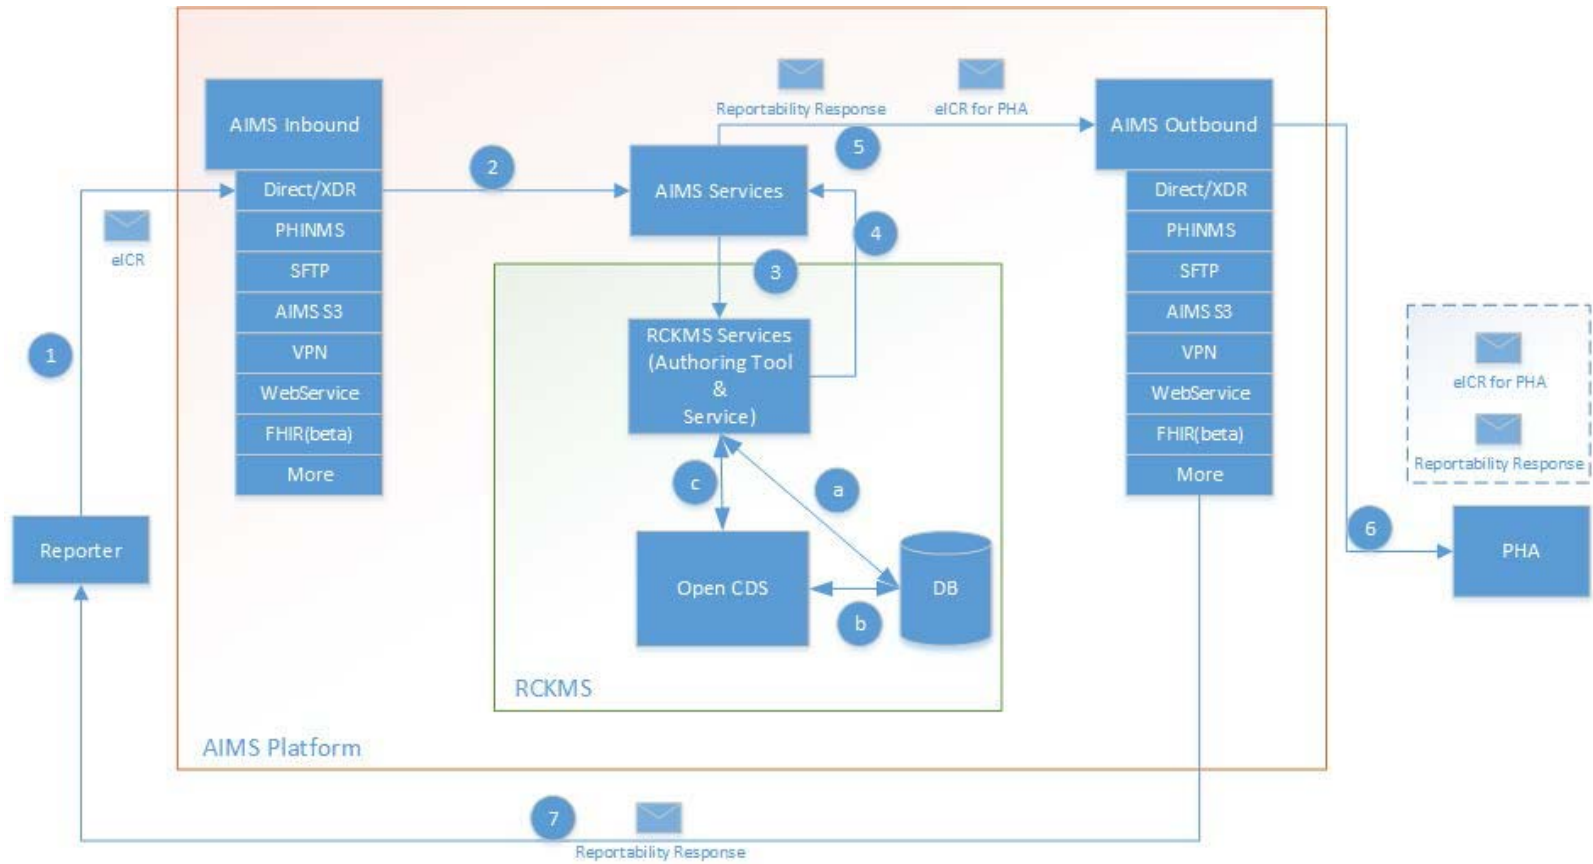 Reportability Response
eICR for PHA
AIMS Inbound
AIMS Outbound
5
2
Direct/XDR
AIMS Services
Direct/XDR
PHINMS
4
PHINMS
eICR
SFTP
3
SFTP
AIMS S3
AIMS S3
RCKMS Services
(Authoring Tool
&
Service)
1
VPN
VPN
WebService
WebService
eICR for PHA
FHIR(beta)
FHIR(beta)
Reportability Response
More
More
c
a
6
Reporter
PHA
Open CDS
DB
b
RCKMS
AIMS Platform
7
Reportability Response